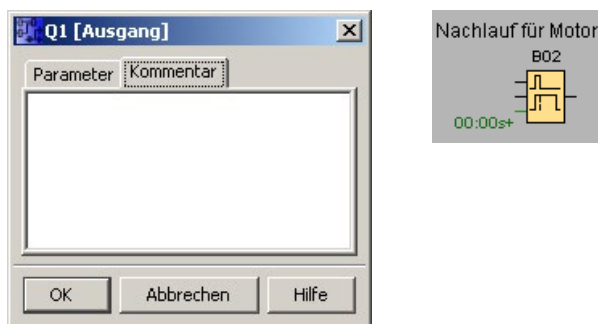 Q1 [Ausgang]
Parameter Kommentar
OK Abbrechen Hilfe
Nachlauf für Motor
B02
00:00s+